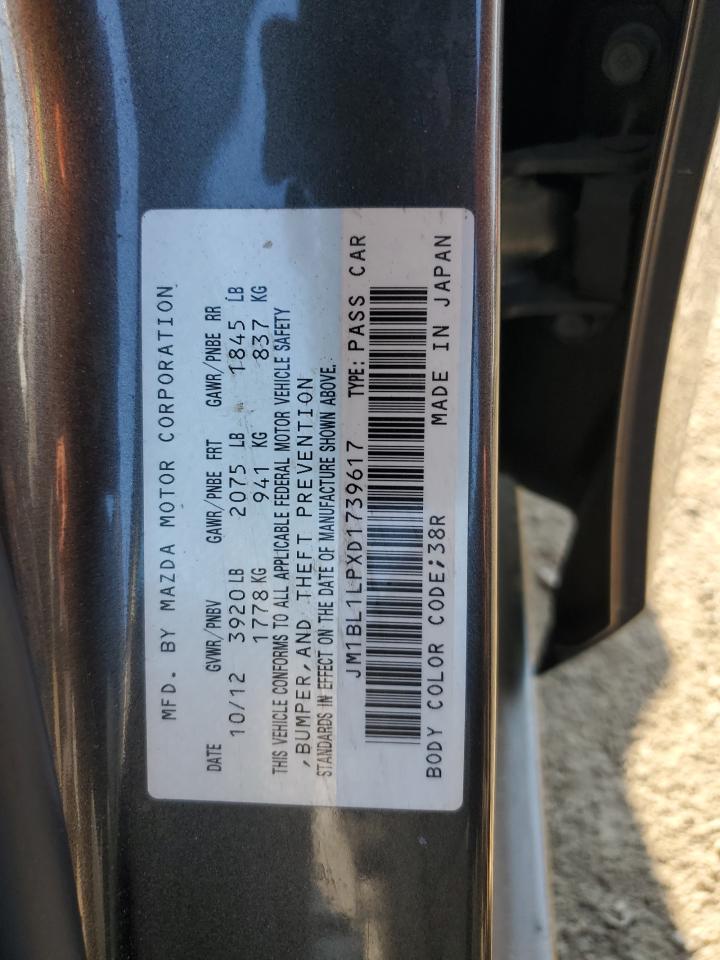 MFD. BY MAZDA MOTOR CORPORATION
DATE GVWR/PNBV GAWR/PNBE FRT GAWR/PNBE RR
10/12 3920 LB 2075 LB 1845 LB
1778 KG 941 KG 837 KG
THIS VEHICLE CONFORMS TO ALL APPLICABLE FEDERAL MOTOR VEHICLE SAFETY
,BUMPER,AND THEFT PREVENTION
STANDARDS IN EFFECT ON THE DATE OF MANUFACTURE SHOWN ABOVE.
JM1BL1LPXD1739617 TYPE: PASS CAR
BODY COLOR CODE;38R MADE IN JAPAN